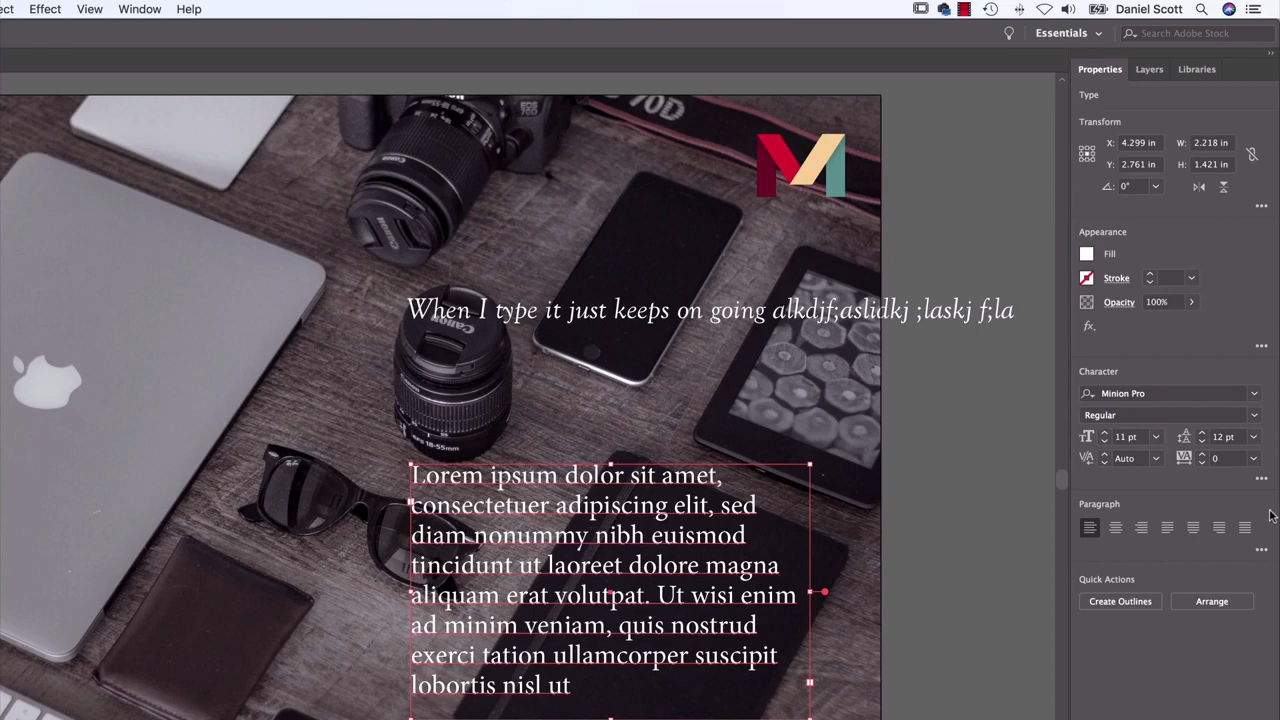 ect Effect View Window Help Daniel Scott
Essentials Search Adobe Stock
Properties Layers Libraries
Type
Transform
X: 4.299 in W: 2.218 in
Y: 2.761 in H: 1.421 in
0°
Appearance
Fill
Stroke
Opacity 100%
fx.
Character
Minion Pro
Regular
11 pt 12 pt
Auto 0
Paragraph
Quick Actions
Create Outlines Arrange
70D
When I type it just keeps on going alkdjf;aslidkj ;laskj f;la
EFS 18-55mm
Lorem ipsum dolor sit amet,
consectetuer adipiscing elit, sed
diam nonummy nibh euismod
tincidunt ut laoreet dolore magna
aliquam erat volutpat. Ut wisi enim
ad minim veniam, quis nostrud
exerci tation ullamcorper suscipit
lobortis nisl ut